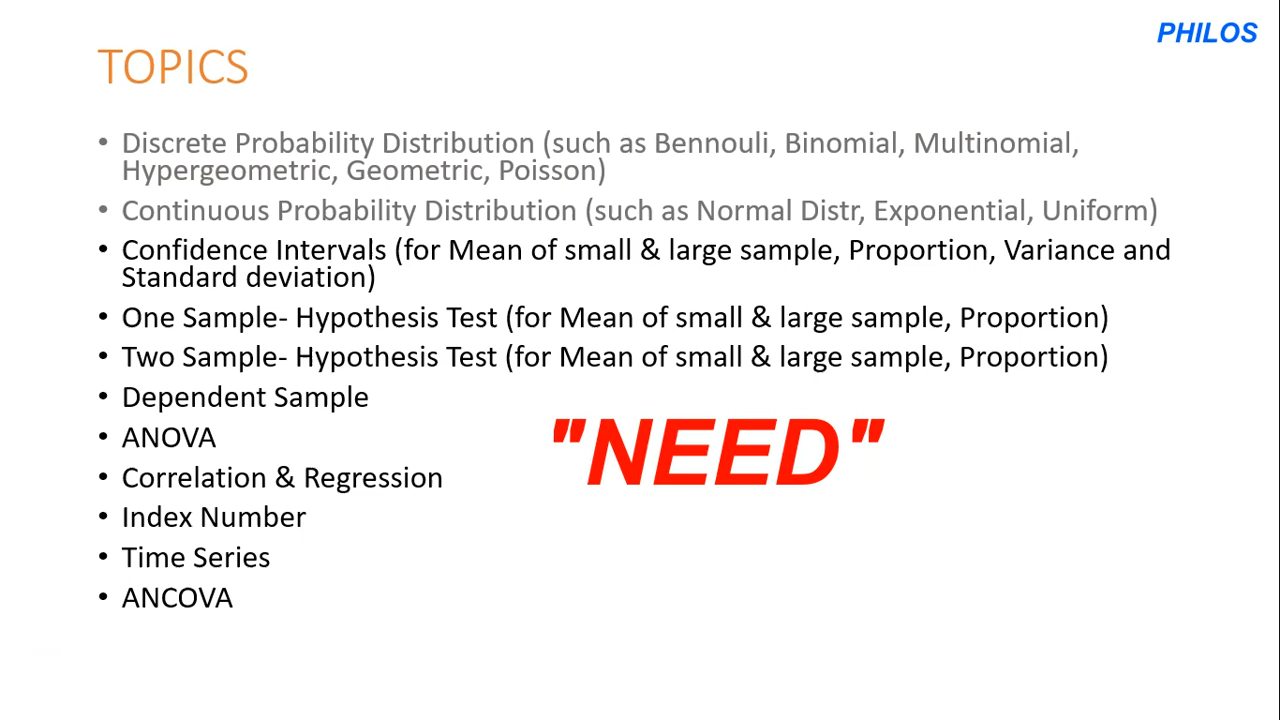 PHILOS
TOPICS
• Discrete Probability Distribution (such as Bennouli, Binomial, Multinomial,
Hypergeometric, Geometric, Poisson)
• Continuous Probability Distribution (such as Normal Distr, Exponential, Uniform)
• Confidence Intervals (for Mean of small & large sample, Proportion, Variance and
Standard deviation)
• One Sample- Hypothesis Test (for Mean of small & large sample, Proportion)
• Two Sample- Hypothesis Test (for Mean of small & large sample, Proportion)
• Dependent Sample
• ANOVA
"NEED"
• Correlation & Regression
• Index Number
• Time Series
• ANCOVA